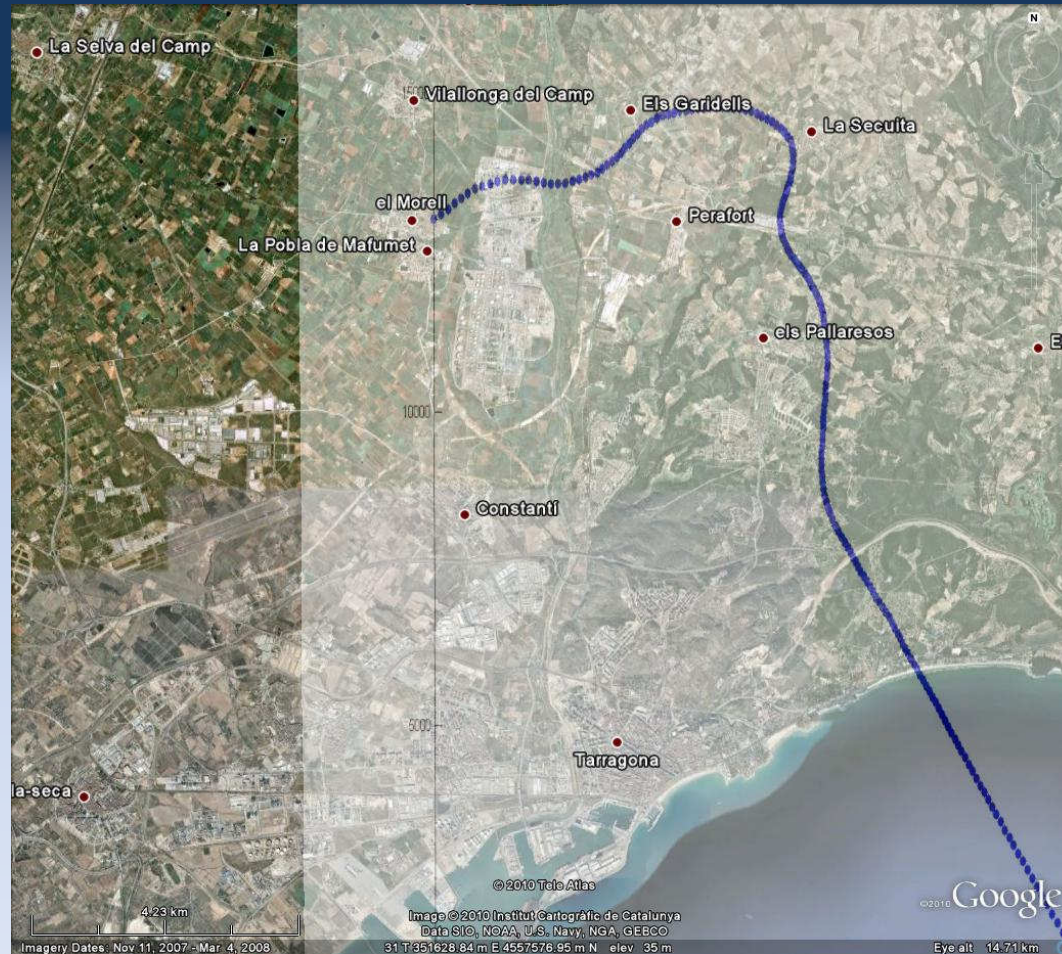 N
La Selva del Camp
15000
Vilallonga del Camp
Els Garidells
La Secuita
el Morell
Perafort
La Pobla de Mafumet
els Pallaresos
E
10000
Constantí
5000
Tarragona
la-seca
© 2010 Tele Atlas
©2010 Google
4.23 km
Image © 2010 Institut Cartogràfic de Catalunya
Data SIO, NOAA, U.S. Navy, NGA, GEBCO
Imagery Dates: Nov 11, 2007 - Mar 4, 2008
31 T 351628.84 m E 4557576.95 m N elev 35 m
Eye alt 14.71 km